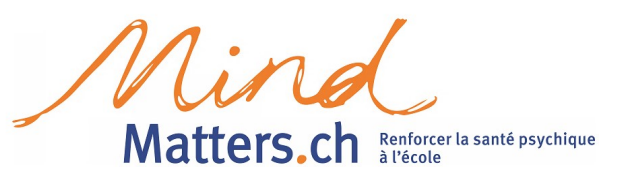 Mind
Matters.ch
Renforcer la santé psychique
à l'école